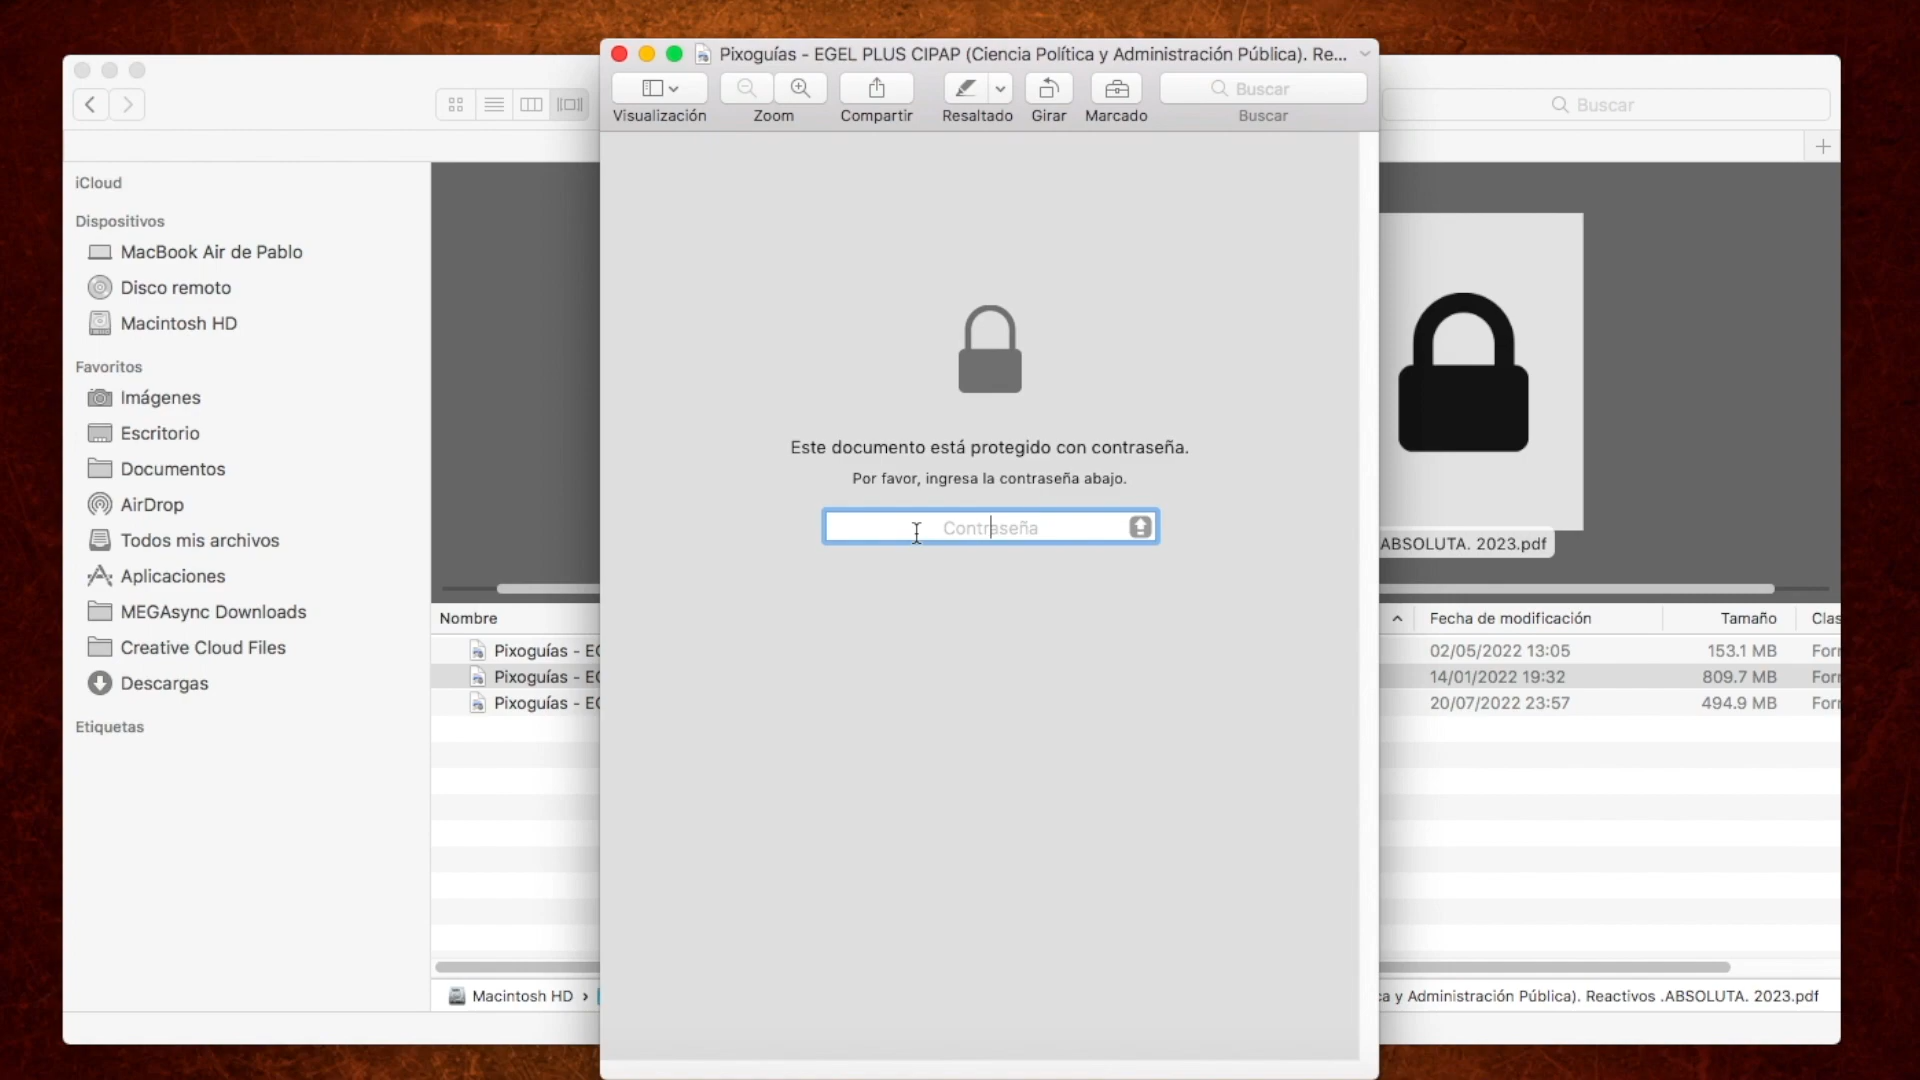 Pixoguías - EGEL PLUS CIPAP (Ciencia Política y Administración Pública). Re...
Visualización
Zoom
Compartir
Resaltado
Girar
Marcado
Buscar
Buscar
Buscar
iCloud
Dispositivos
MacBook Air de Pablo
Disco remoto
Macintosh HD
Favoritos
Imágenes
Escritorio
Documentos
AirDrop
Todos mis archivos
Aplicaciones
MEGAsync Downloads
Creative Cloud Files
Descargas
Etiquetas
Este documento está protegido con contraseña.
Por favor, ingresa la contraseña abajo.
Contraseña
ABSOLUTA. 2023.pdf
Nombre Fecha de modificación Tamaño
Pixoguías - 02/05/2022 13:05 153.1 MB
Pixoguías - 14/01/2022 19:32 809.7 MB
Pixoguías - 20/07/2022 23:57 494.9 MB
Macintosh HD › y Administración Pública). Reactivos .ABSOLUTA. 2023.pdf